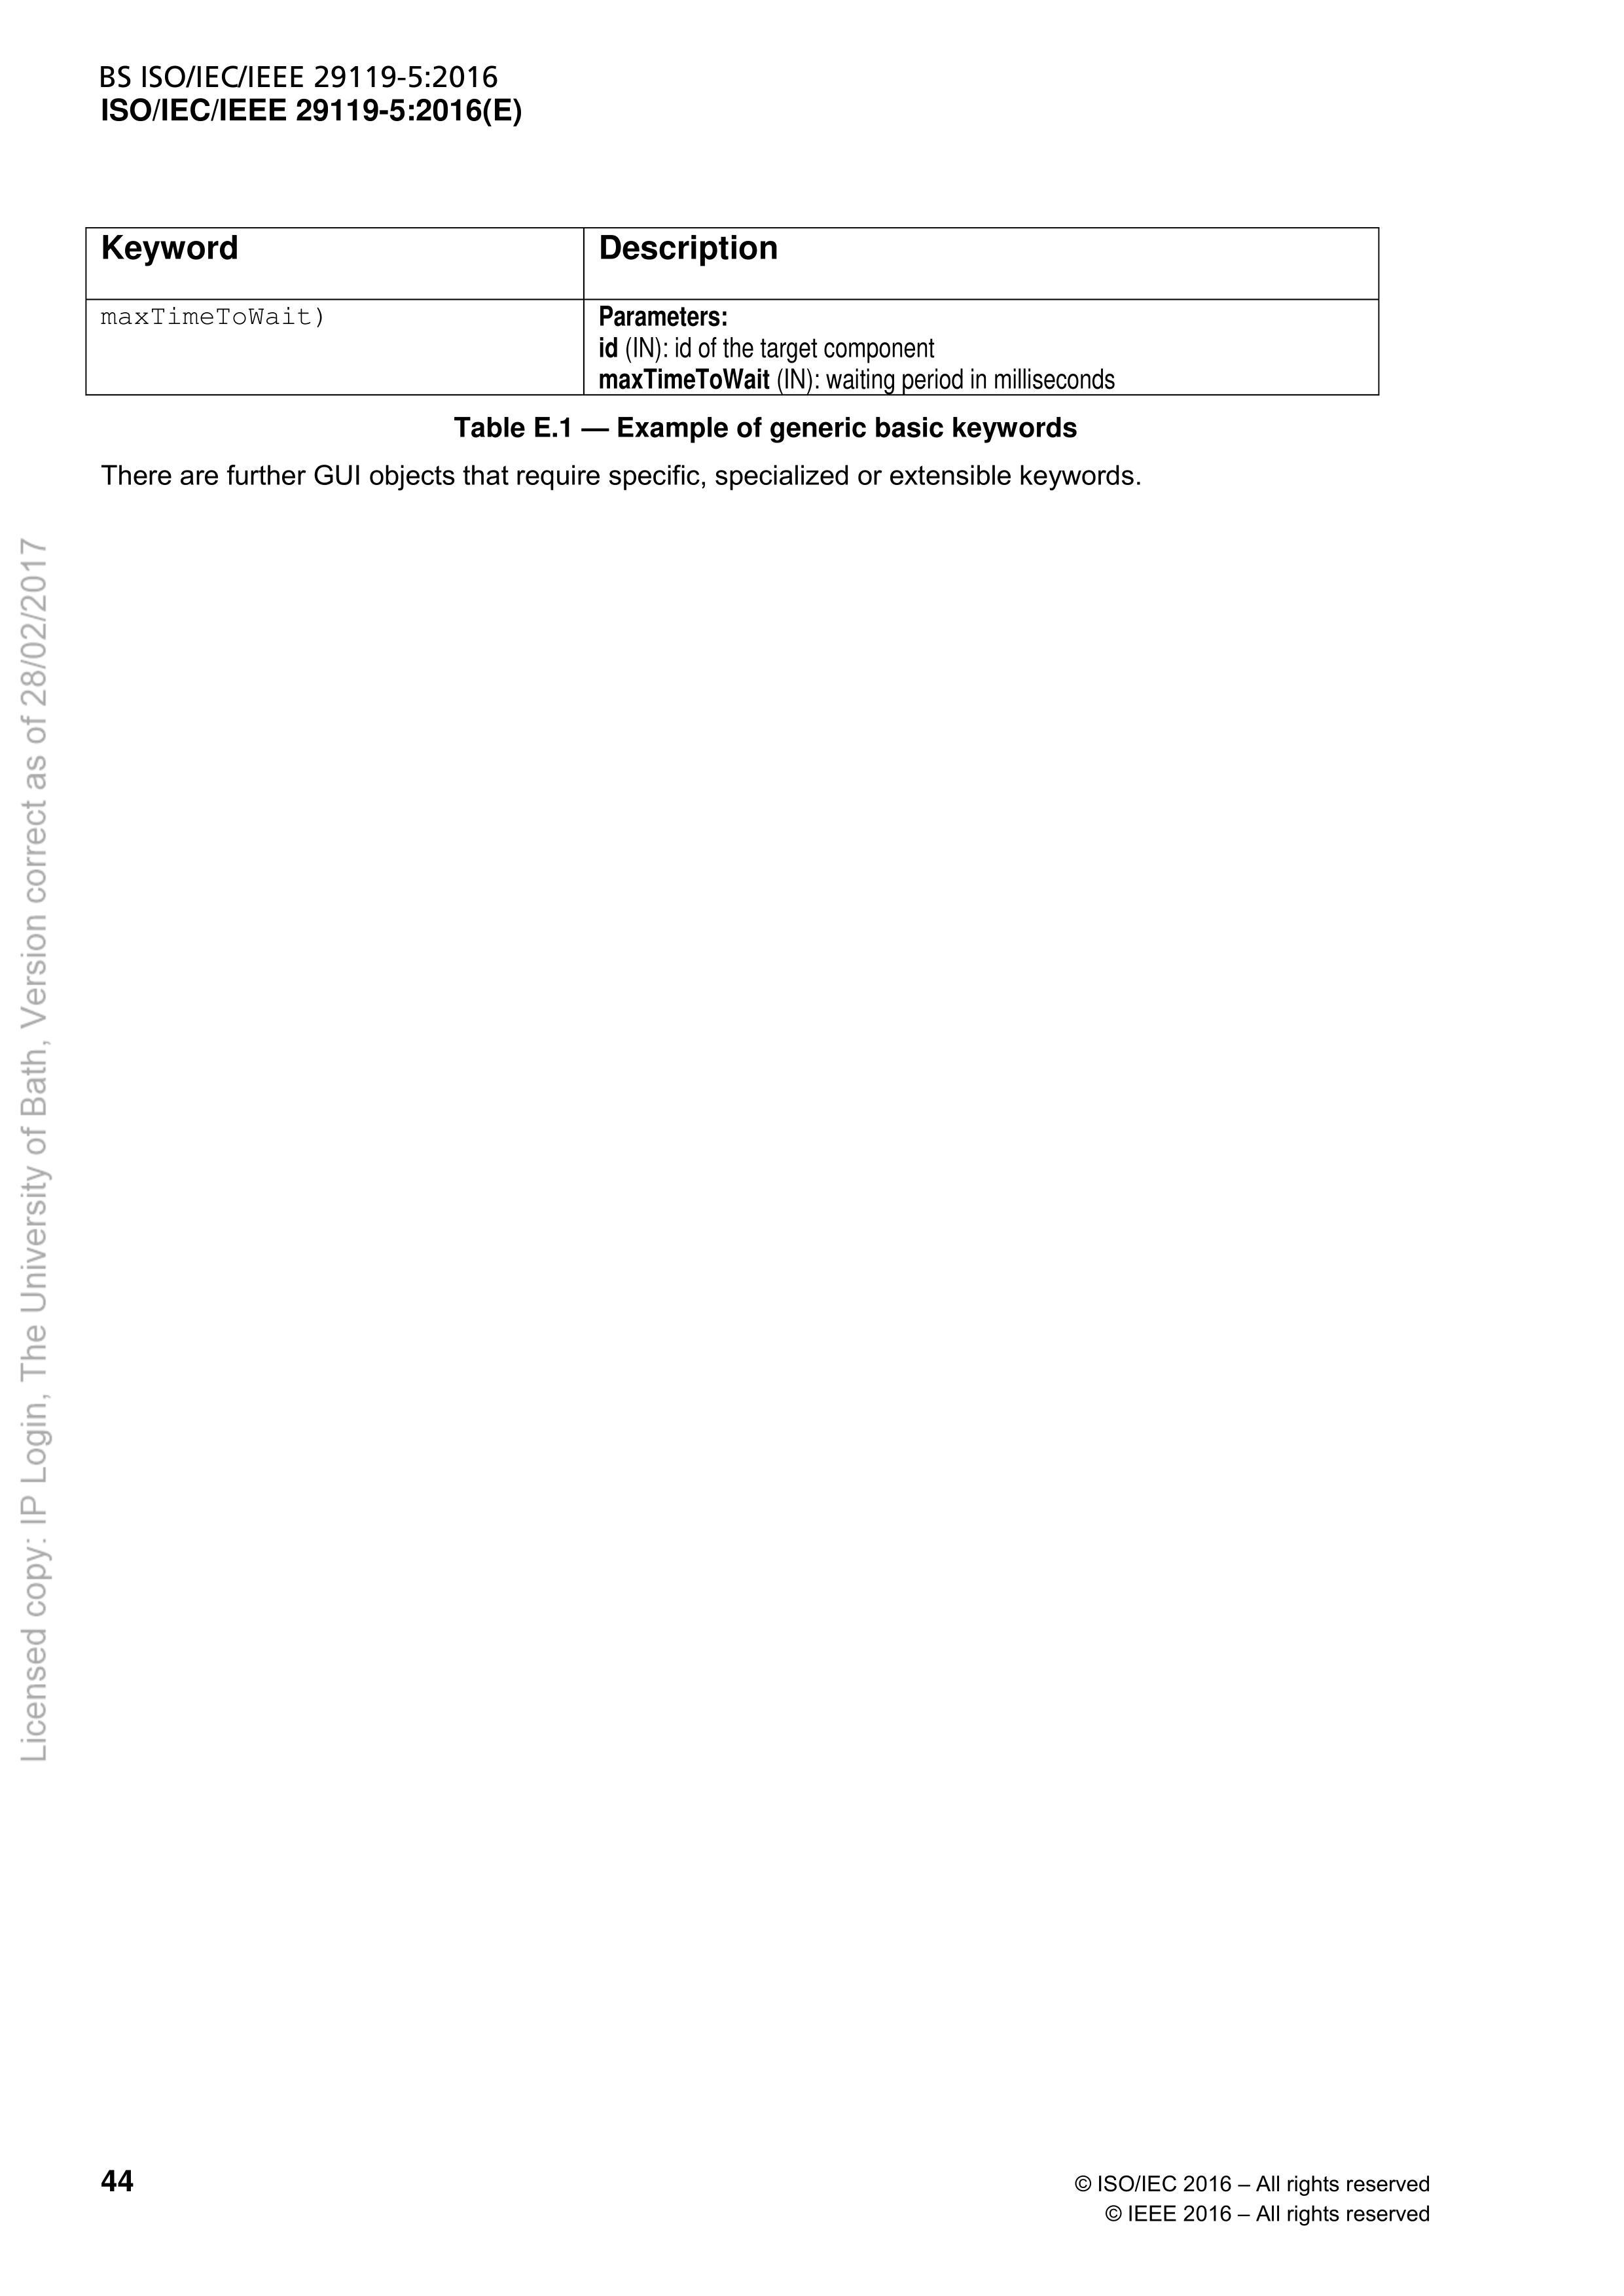 BS ISO/IEC/IEEE 29119-5:2016
ISO/IEC/IEEE 29119-5:2016(E)
Keyword Description
maxTimeToWait) Parameters:
id (IN): id of the target component
maxTimeToWait (IN): waiting period in milliseconds
Table E.1 — Example of generic basic keywords
There are further GUI objects that require specific, specialized or extensible keywords.
Licensed copy: IP Login, The University of Bath, Version correct as of 28/02/2017
44 © ISO/IEC 2016 – All rights reserved
© IEEE 2016 – All rights reserved